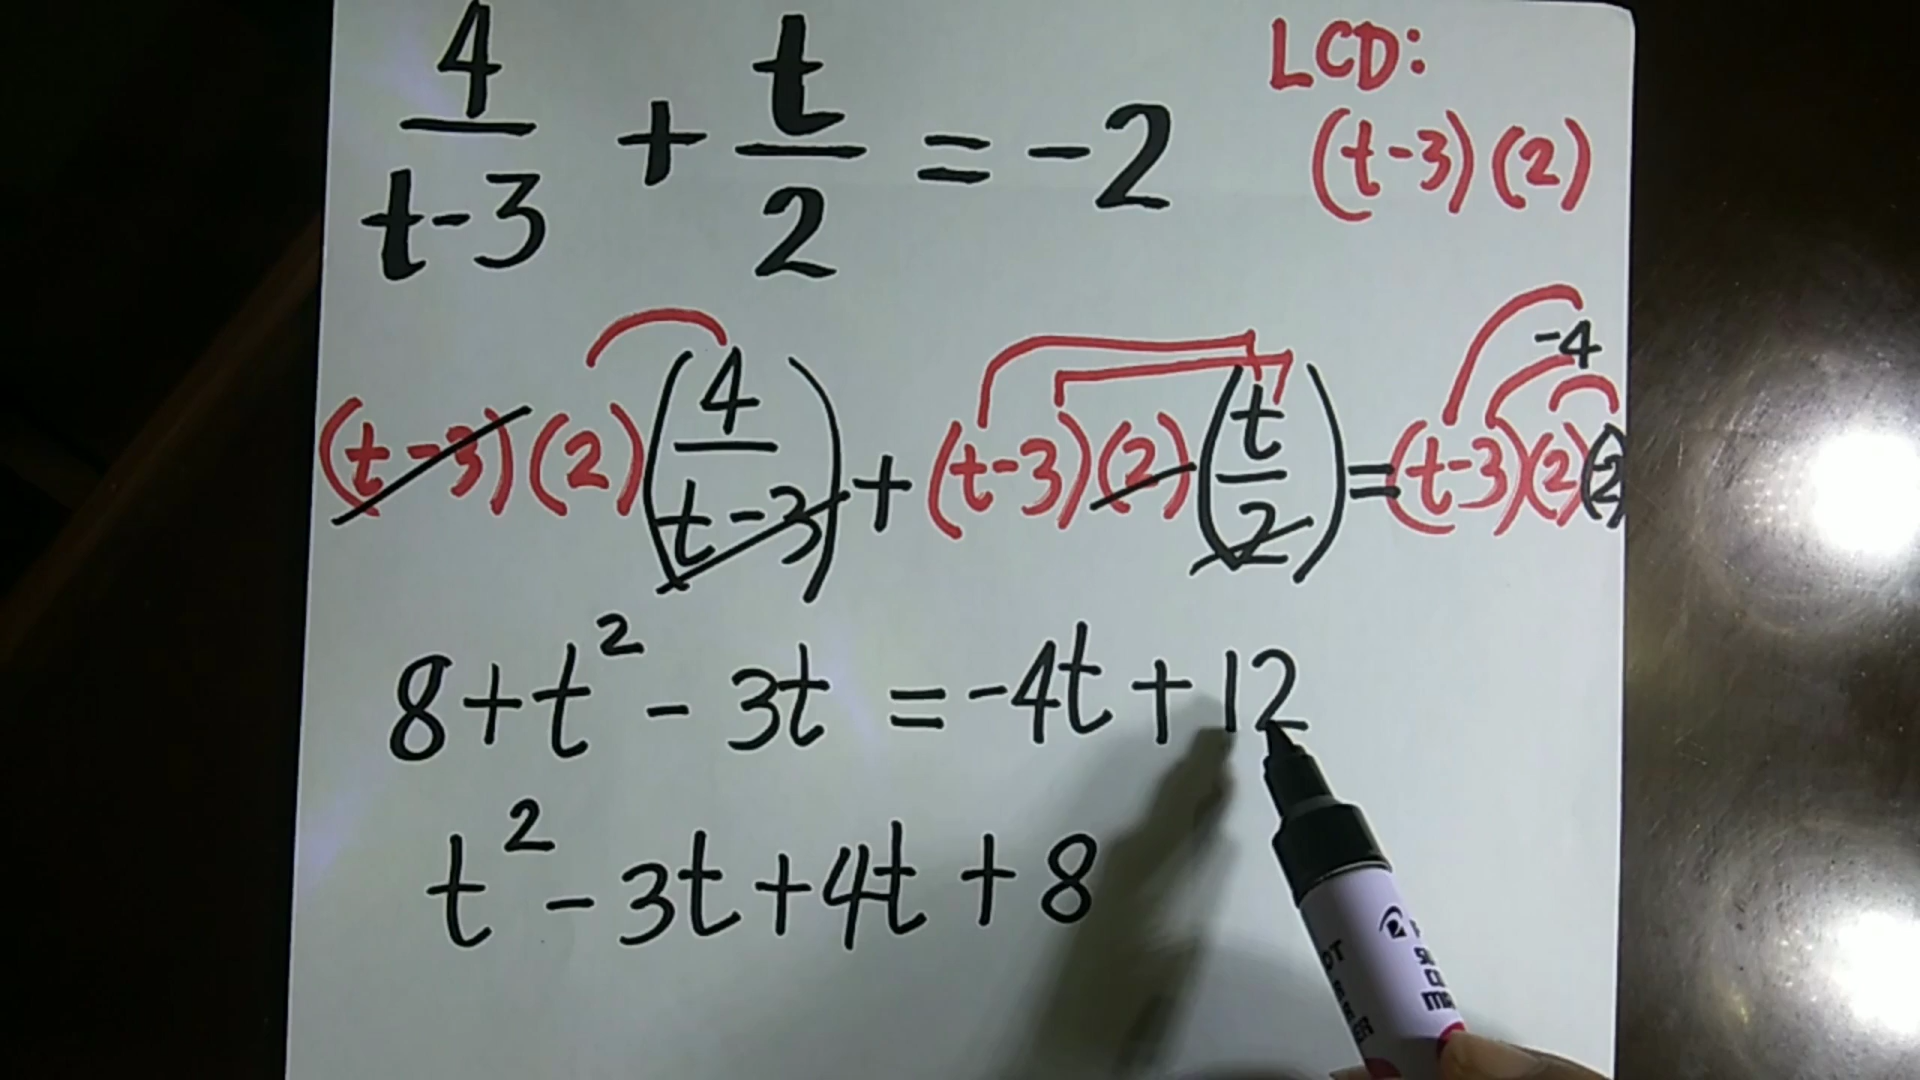 4/(t-3) + t/2 = -2
LCD:
(t-3)(2)
-4
(t-3)(2)(4/(t-3)) + (t-3)(2)(t/2) = (t-3)(2)(-2)
8+t² - 3t = -4t + 12
t² - 3t + 4t + 8